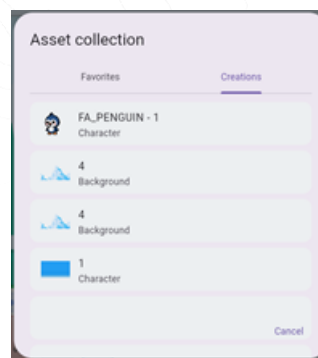 Asset collection
Favorites Creations
FA_PENGUIN - 1
Character
4
Background
4
Background
1
Character
Cancel